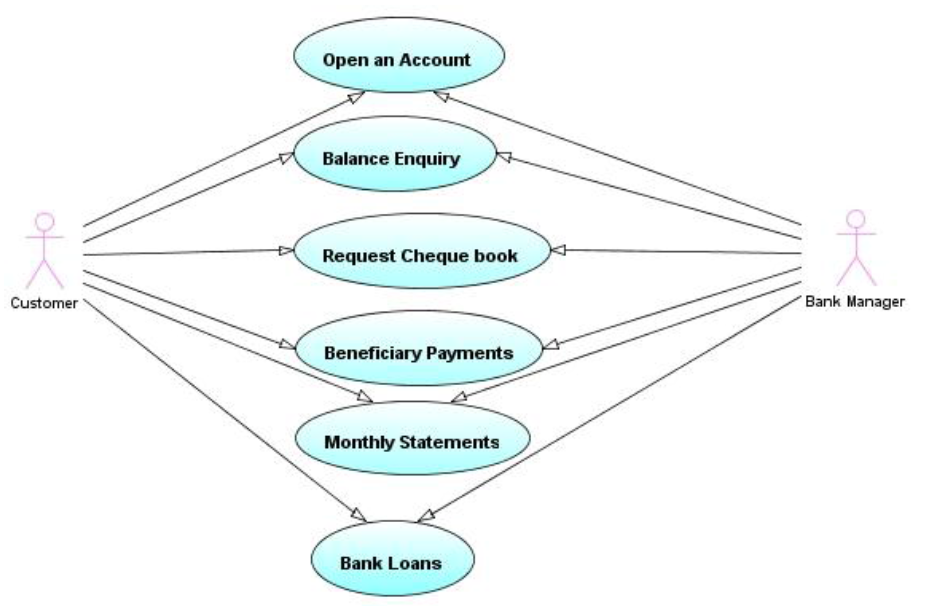 Open an Account
Balance Enquiry
Request Cheque book
Customer
Bank Manager
Beneficiary Payments
Monthly Statements
Bank Loans